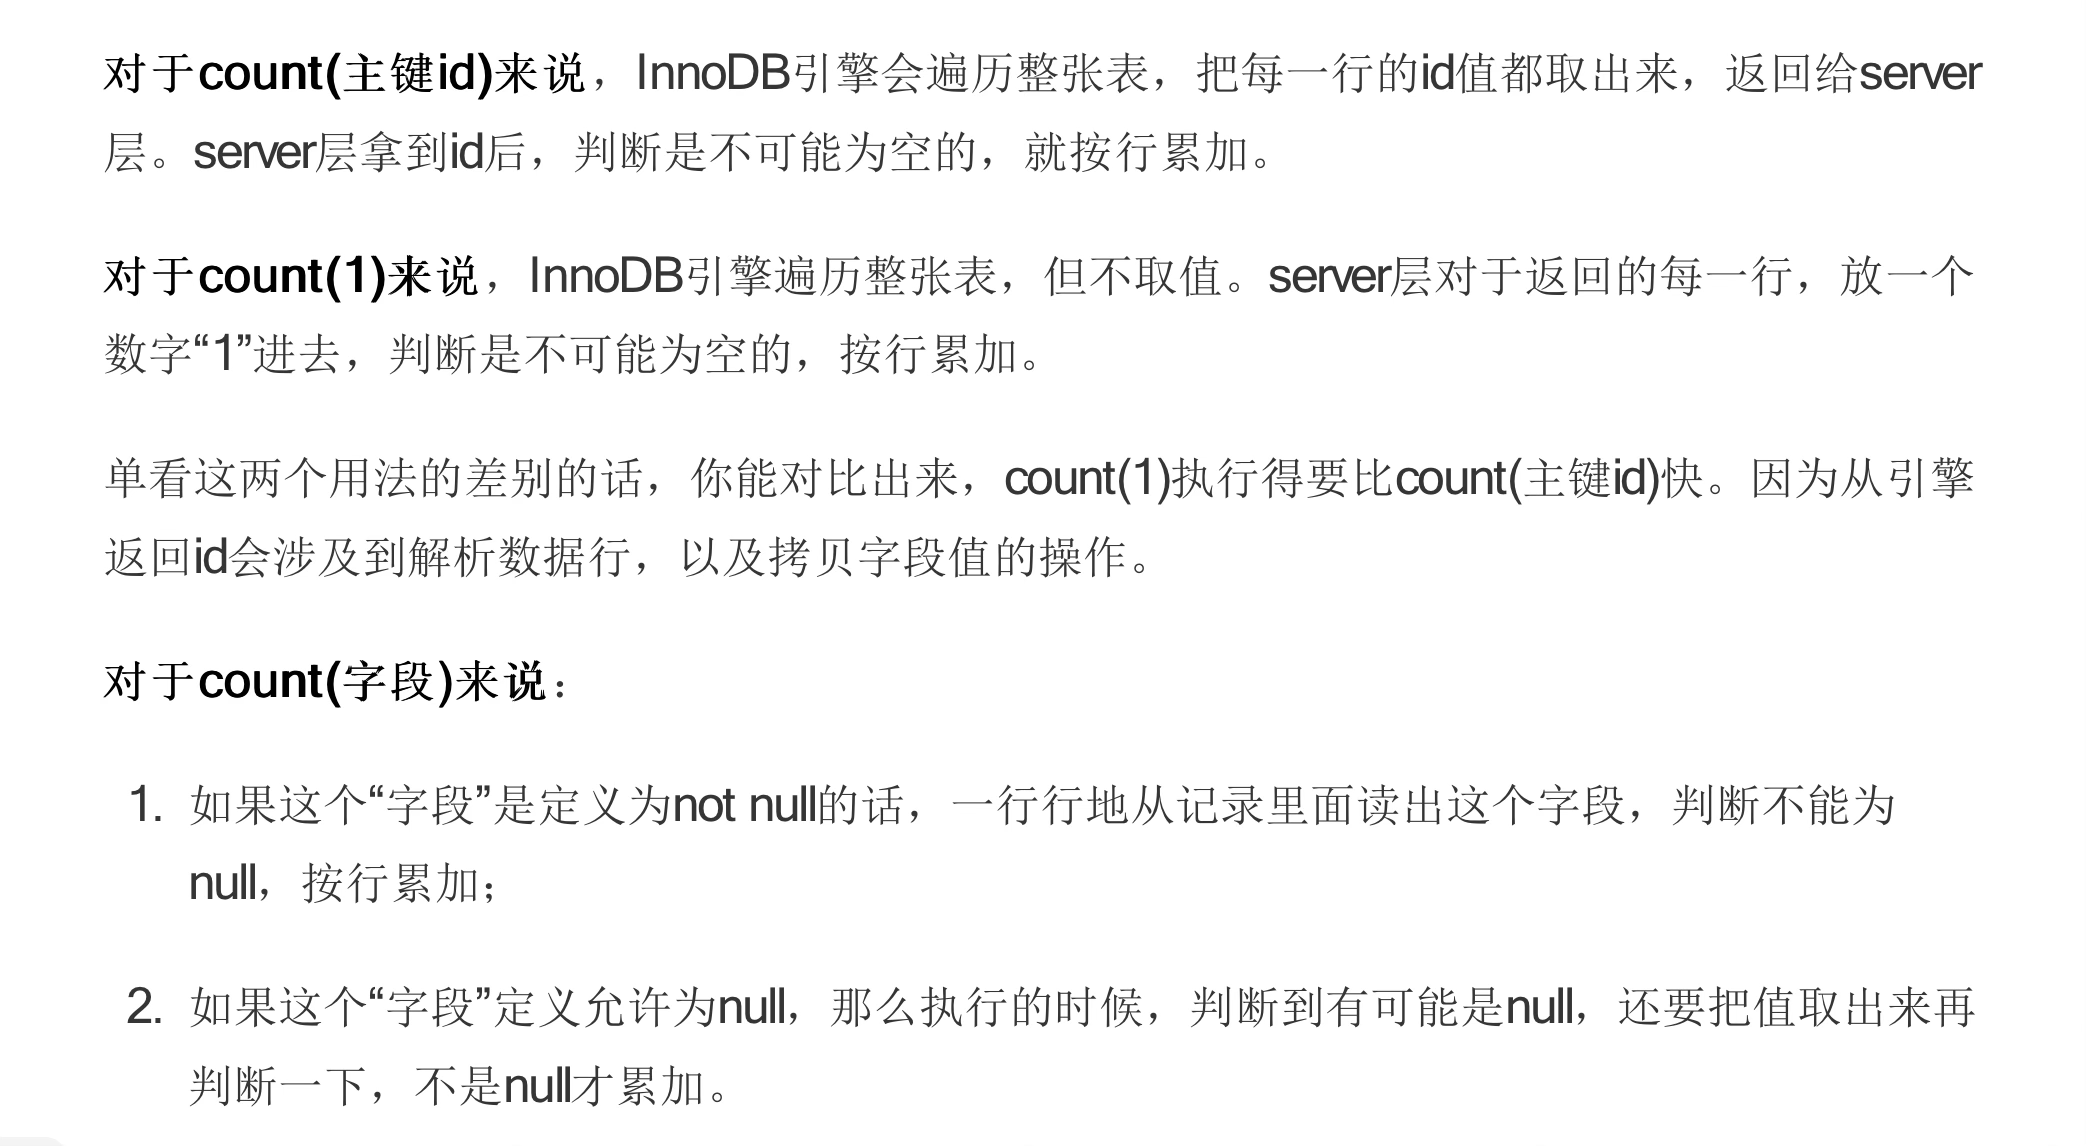 对于count(主键id)来说，InnoDB引擎会遍历整张表，把每一行的id值都取出来，返回给server
层。server层拿到id后，判断是不可能为空的，就按行累加。
对于count(1)来说，InnoDB引擎遍历整张表，但不取值。server层对于返回的每一行，放一个
数字“1”进去，判断是不可能为空的，按行累加。
单看这两个用法的差别的话，你能对比出来，count(1)执行得要比count(主键id)快。因为从引擎
返回id会涉及到解析数据行，以及拷贝字段值的操作。
对于count(字段)来说：
1. 如果这个“字段”是定义为not null的话，一行行地从记录里面读出这个字段，判断不能为
null，按行累加；
2. 如果这个“字段”定义允许为null，那么执行的时候，判断到有可能是null，还要把值取出来再
判断一下，不是null才累加。